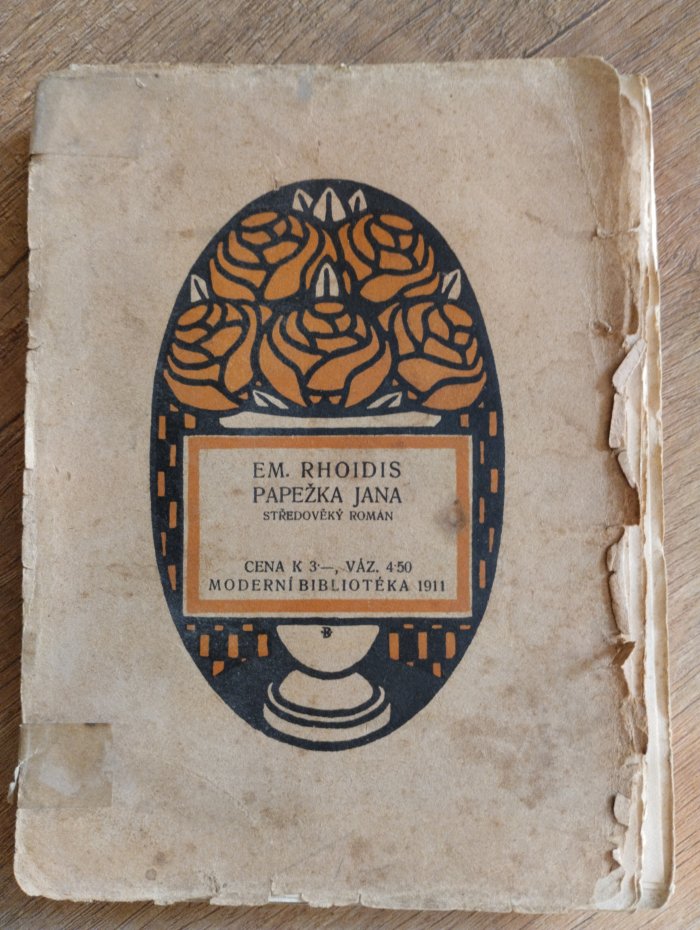 EM. RHOIDIS
PAPEŽKA JANA
STŘEDOVĚKÝ ROMÁN
CENA K 3·—, VÁZ. 4·50
MODERNÍ BIBLIOTÉKA 1911